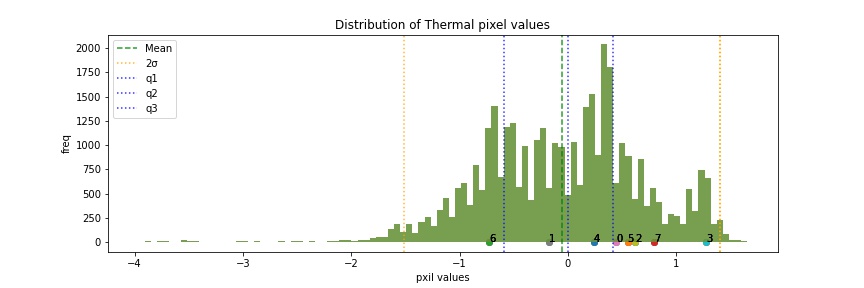 Distribution of Thermal pixel values
Mean
2σ
q1
q2
q3
freq
2000
1750
1500
1250
1000
750
500
250
0
6 1 4 0 5 2 7 3
−4 −3 −2 −1 0 1
pxil values